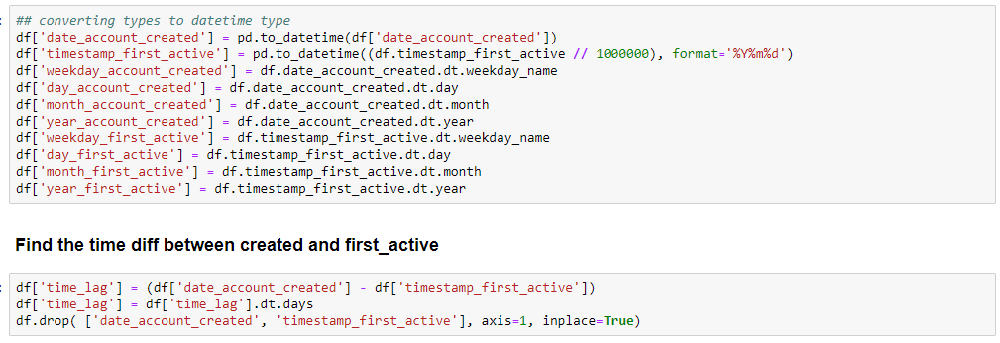 ## converting types to datetime type
df['date_account_created'] = pd.to_datetime(df['date_account_created'])
df['timestamp_first_active'] = pd.to_datetime((df.timestamp_first_active // 1000000), format='%Y%m%d')
df['weekday_account_created'] = df.date_account_created.dt.weekday_name
df['day_account_created'] = df.date_account_created.dt.day
df['month_account_created'] = df.date_account_created.dt.month
df['year_account_created'] = df.date_account_created.dt.year
df['weekday_first_active'] = df.timestamp_first_active.dt.weekday_name
df['day_first_active'] = df.timestamp_first_active.dt.day
df['month_first_active'] = df.timestamp_first_active.dt.month
df['year_first_active'] = df.timestamp_first_active.dt.year
Find the time diff between created and first_active
df['time_lag'] = (df['date_account_created'] - df['timestamp_first_active'])
df['time_lag'] = df['time_lag'].dt.days
df.drop( ['date_account_created', 'timestamp_first_active'], axis=1, inplace=True)